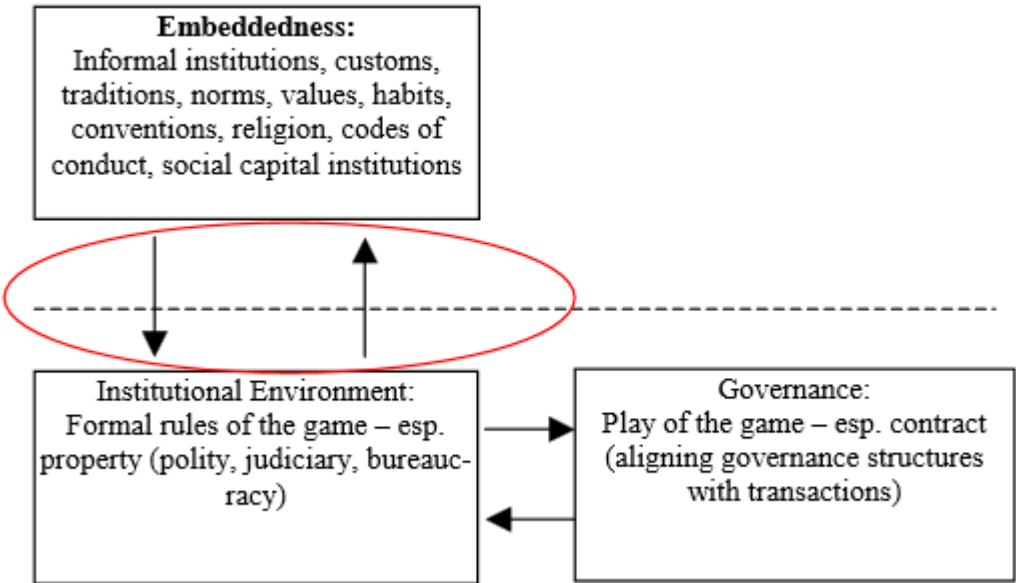 Embeddedness:
Informal institutions, customs,
traditions, norms, values, habits,
conventions, religion, codes of
conduct, social capital institutions
Institutional Environment:
Formal rules of the game – esp.
property (polity, judiciary, bureauc-
racy)
Governance:
Play of the game – esp. contract
(aligning governance structures
with transactions)